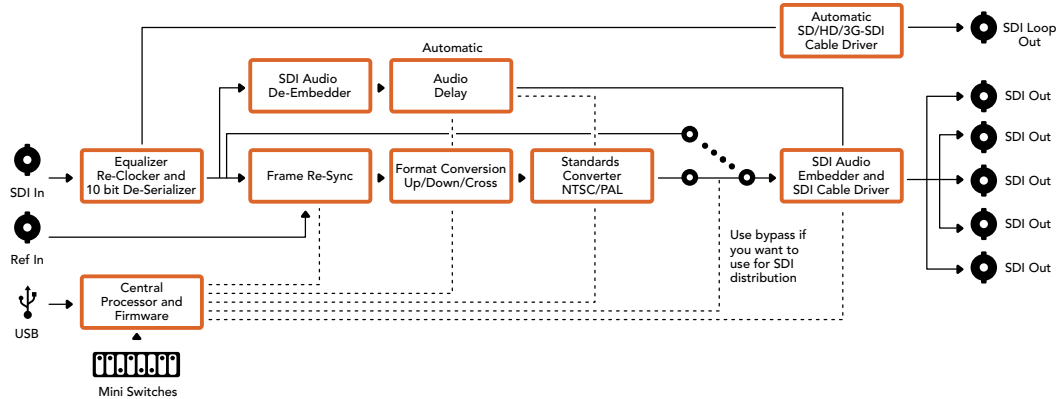 Automatic
SD/HD/3G-SDI
Cable Driver
SDI Loop
Out
Automatic
SDI Audio
De-Embedder
Audio
Delay
SDI Out
SDI Out
SDI In
Equalizer
Re-Clocker and
10 bit De-Serializer
Frame Re-Sync
Format Conversion
Up/Down/Cross
Standards
Converter
NTSC/PAL
SDI Audio
Embedder and
SDI Cable Driver
SDI Out
Ref In
Use bypass if
you want to
use for SDI
distribution
SDI Out
SDI Out
USB
Central
Processor and
Firmware
Mini Switches